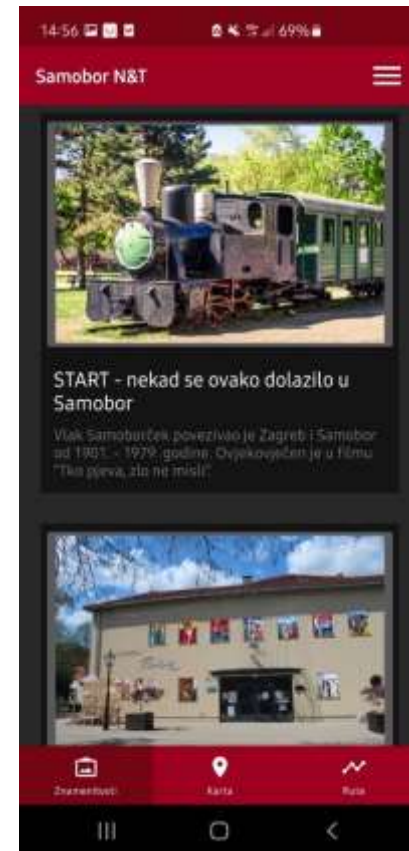 14:56
69%
Samobor N&T
START - nekad se ovako dolazilo u
Samobor
Vlak Samoborček povezivao je Zagreb i Samobor
od 1901. - 1979. godine. Ovjekovječen je u filmu
"Tko pjeva, zlo ne misli".
Znamenitosti
Karta
Ruta